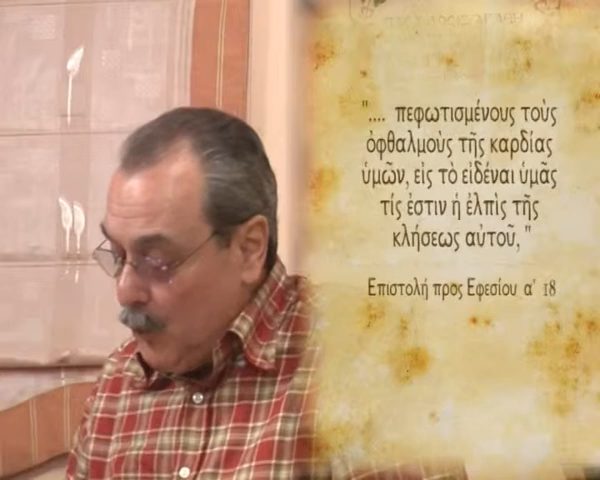 ".... πεφωτισμένους τοὺς
ὀφθαλμοὺς τῆς καρδίας
ὑμῶν, εἰς τὸ εἰδέναι ὑμᾶς
τίς ἐστιν ἡ ἐλπὶς τῆς
κλήσεως αὐτοῦ, "
Επιστολή προς Εφεσίου α' 18